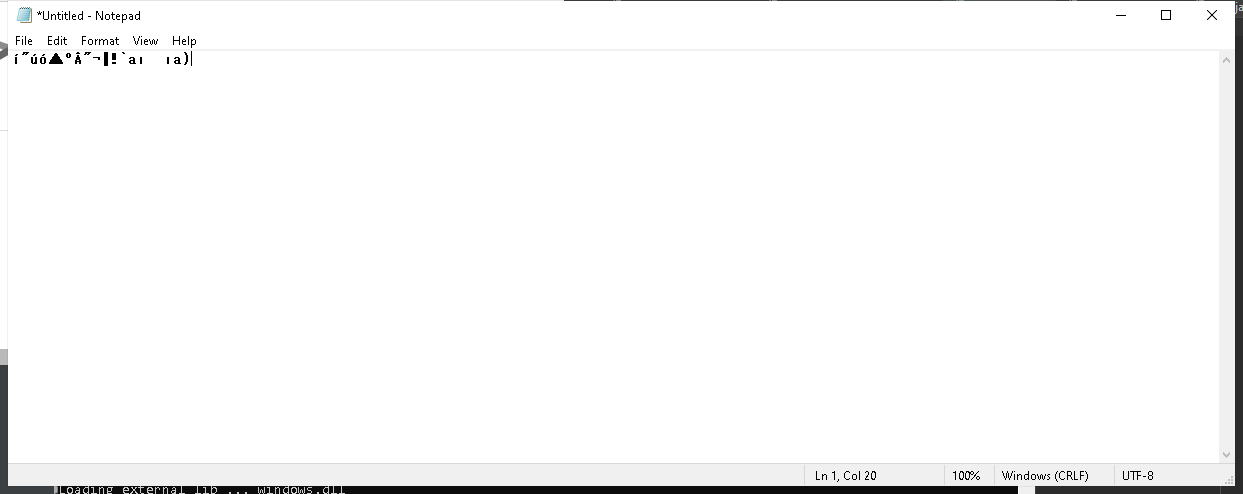 *Untitled - Notepad
File Edit Format View Help
í˝úó▲ºÂ˝¬▌!`aı ıa)
Ln 1, Col 20 100% Windows (CRLF) UTF-8
Loading external lib ... windows.dll